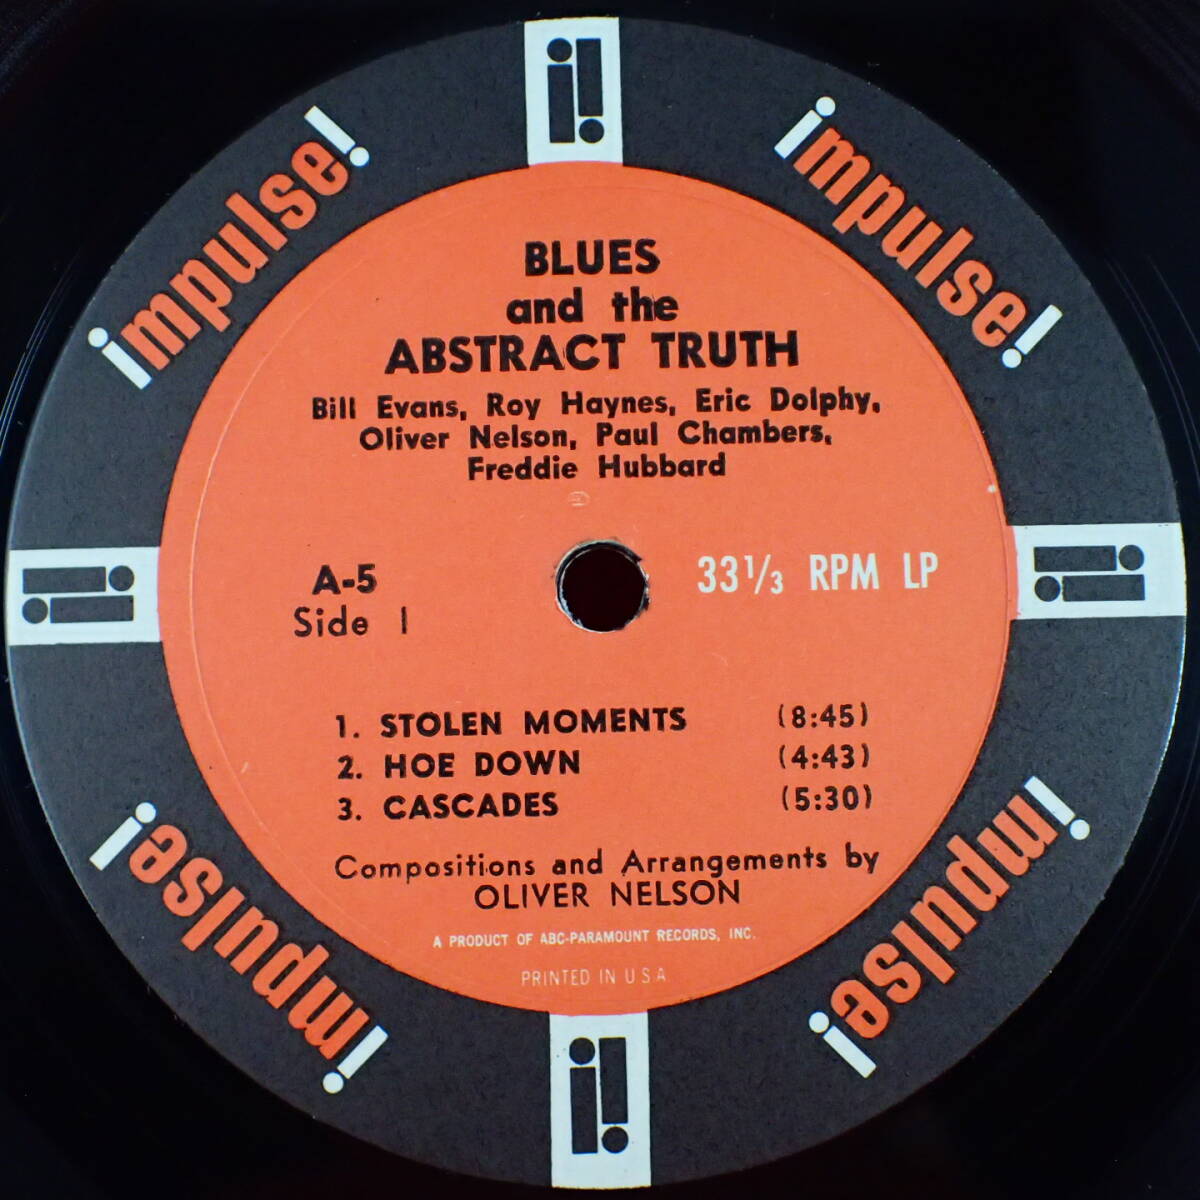 impulse!
impulse!
BLUES
and the
ABSTRACT TRUTH
Bill Evans, Roy Haynes, Eric Dolphy,
Oliver Nelson, Paul Chambers,
Freddie Hubbard
A-5
Side 1
33 1/3 RPM LP
1. STOLEN MOMENTS (8:45)
2. HOE DOWN (4:43)
3. CASCADES (5:30)
Compositions and Arrangements by
OLIVER NELSON
A PRODUCT OF ABC-PARAMOUNT RECORDS, INC.
PRINTED IN U.S.A.
impulse!
impulse!